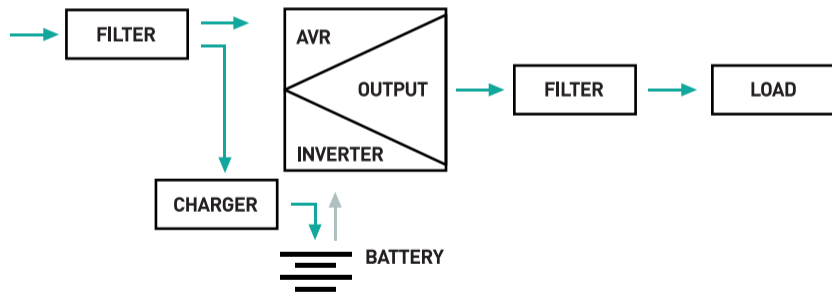 FILTER
AVR
OUTPUT
INVERTER
FILTER
LOAD
CHARGER
BATTERY